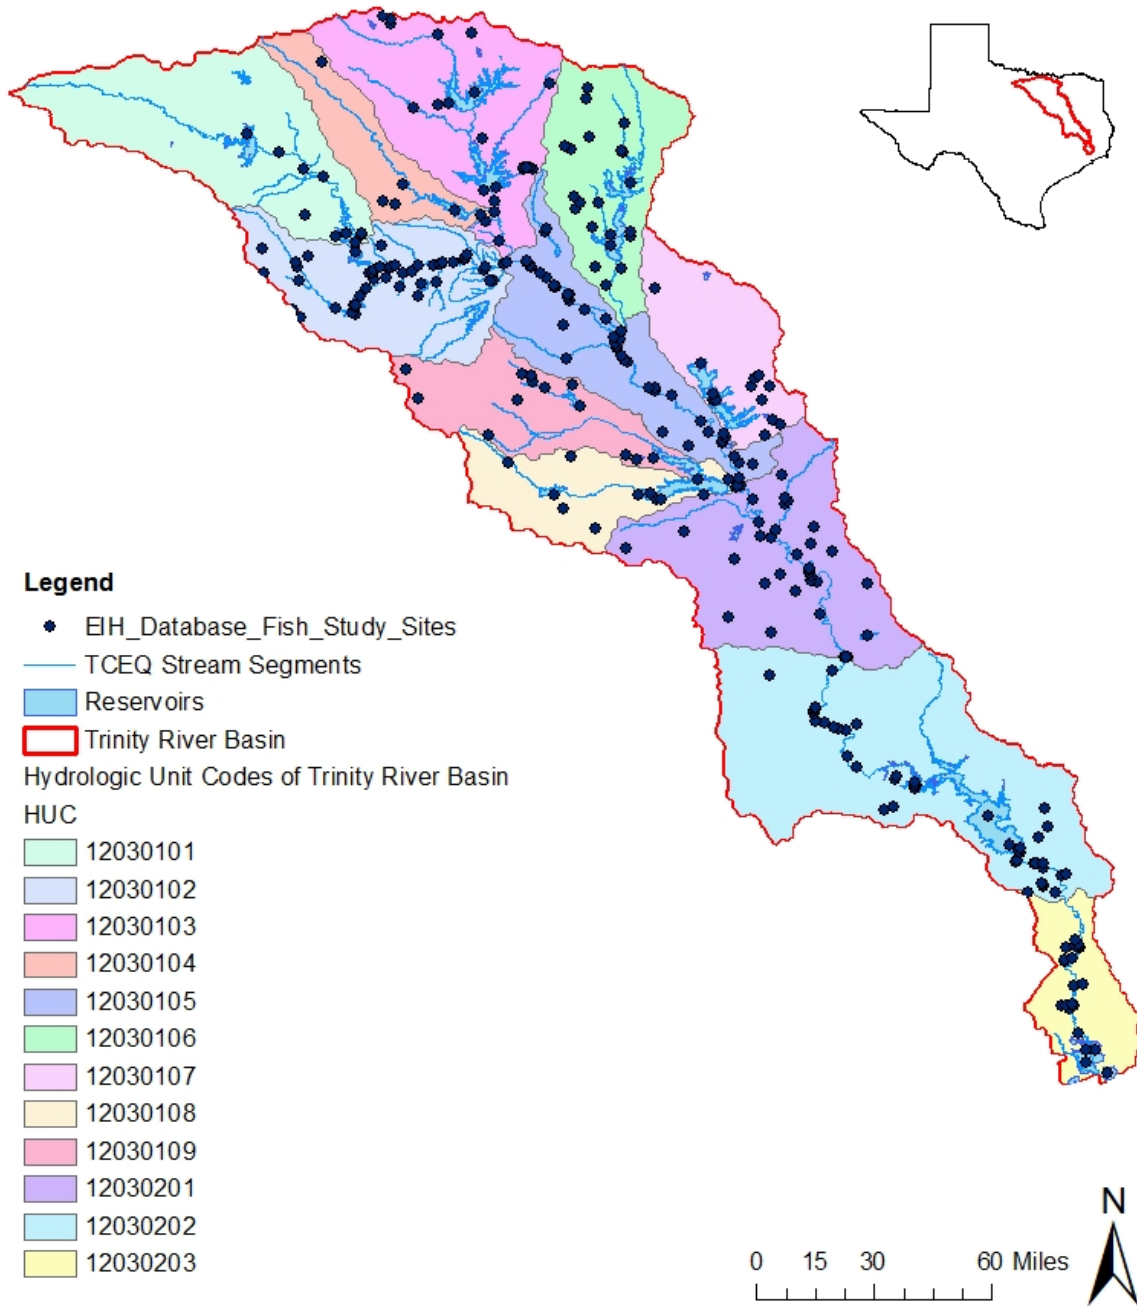 Legend
EIH_Database_Fish_Study_Sites
TCEQ Stream Segments
Reservoirs
Trinity River Basin
Hydrologic Unit Codes of Trinity River Basin
HUC
12030101
12030102
12030103
12030104
12030105
12030106
12030107
12030108
12030109
12030201
12030202
12030203
N
0 15 30 60 Miles